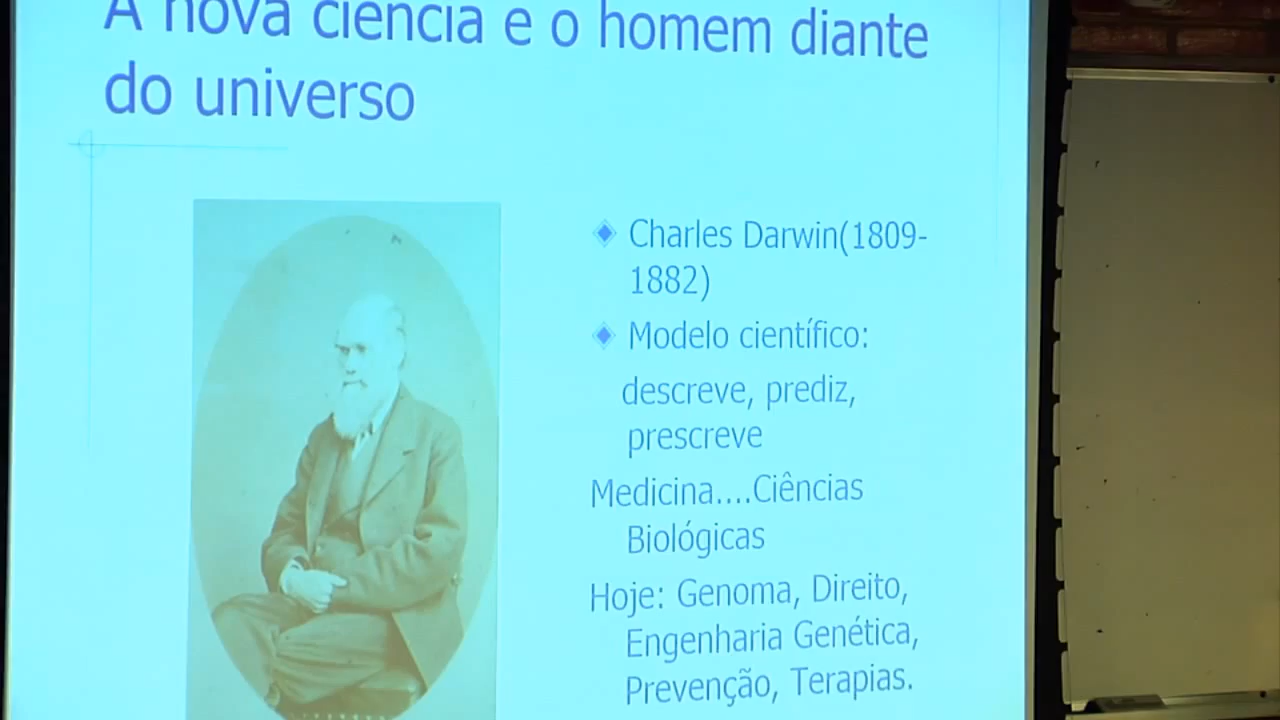 A nova ciência e o homem diante
do universo
Charles Darwin(1809-
1882)
Modelo científico:
descreve, prediz,
prescreve
Medicina....Ciências
Biológicas
Hoje: Genoma, Direito,
Engenharia Genética,
Prevenção, Terapias.